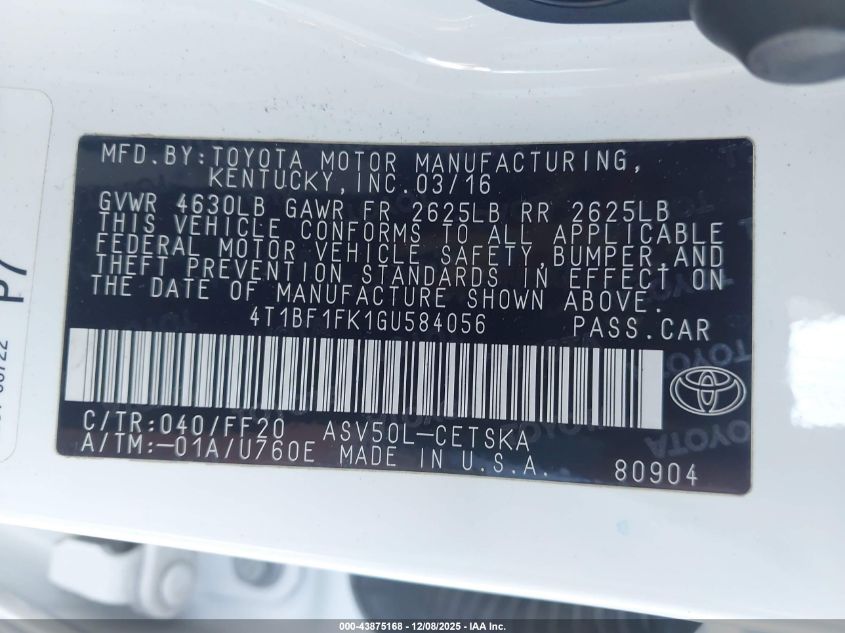 MFD.BY:TOYOTA MOTOR MANUFACTURING,
KENTUCKY,INC.03/16
GVWR 4630LB GAWR FR 2625LB RR 2625LB
THIS VEHICLE CONFORMS TO ALL APPLICABLE
FEDERAL MOTOR VEHICLE SAFETY,BUMPER,AND
THEFT PREVENTION STANDARDS IN EFFECT ON
THE DATE OF MANUFACTURE SHOWN ABOVE.
4T1BF1FK1GU584056 PASS.CAR
C/TR:040/FF20 ASV50L-CETSKA
A/TM:-01A/U760E MADE IN U.S.A. 80904
P7
TOYOTA
000-43875168 - 12/08/2025 - IAA Inc.